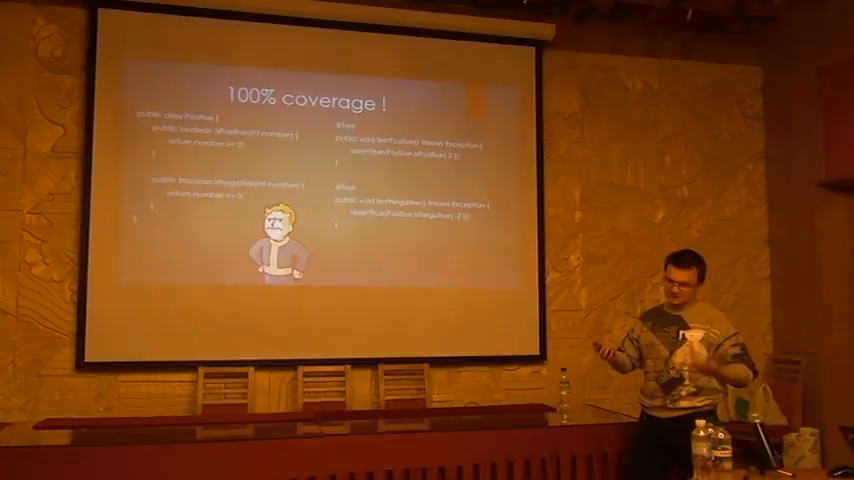 100% coverage !
public class Positive {
public boolean isPositive(int number) {
return number >= 0;
}
public boolean isNegative(int number) {
return number <= 0;
}
}
@Test
public void testPositive() throws Exception {
assertTrue(Positive.isPositive( 2 ));
}
@Test
public void testNegative() throws Exception {
assertTrue(Positive.isNegative( -2 ));
}